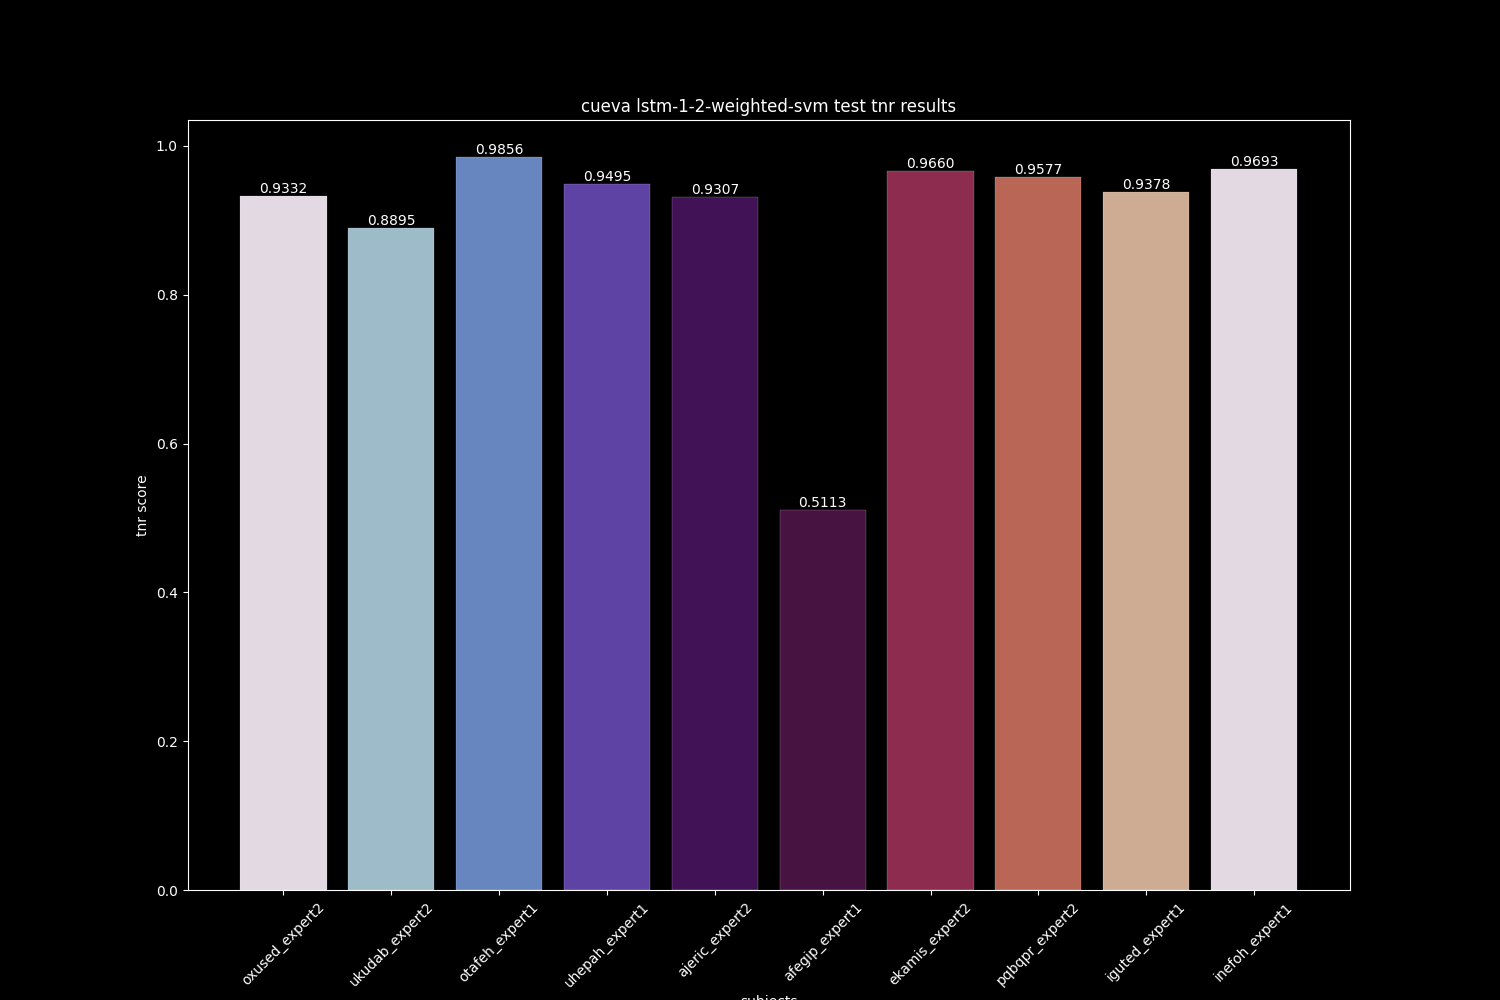 cueva lstm-1-2-weighted-svm test tnr results
1.0
0.8
0.6
0.4
0.2
0.0
tnr score
0.9332
0.8895
0.9856
0.9495
0.9307
0.5113
0.9660
0.9577
0.9378
0.9693
oxused_expert2
ukudab_expert2
otafeh_expert1
uhepah_expert1
ajeric_expert2
afegip_expert1
ekamis_expert2
pqbqpr_expert2
iguted_expert1
inefoh_expert1
subjects